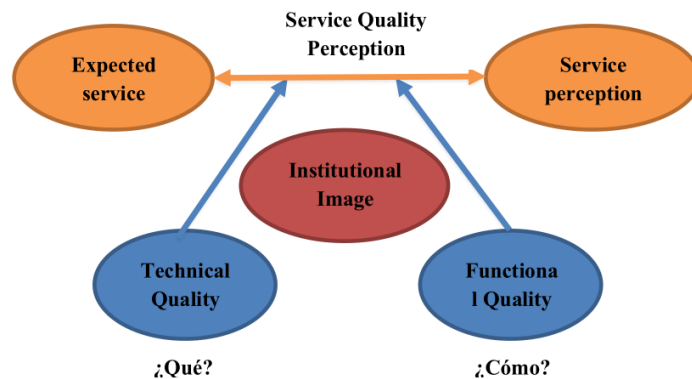 Service Quality
Perception
Expected
service
Service
perception
Institutional
Image
Technical
Quality
Functiona
l Quality
¿Qué?
¿Cómo?